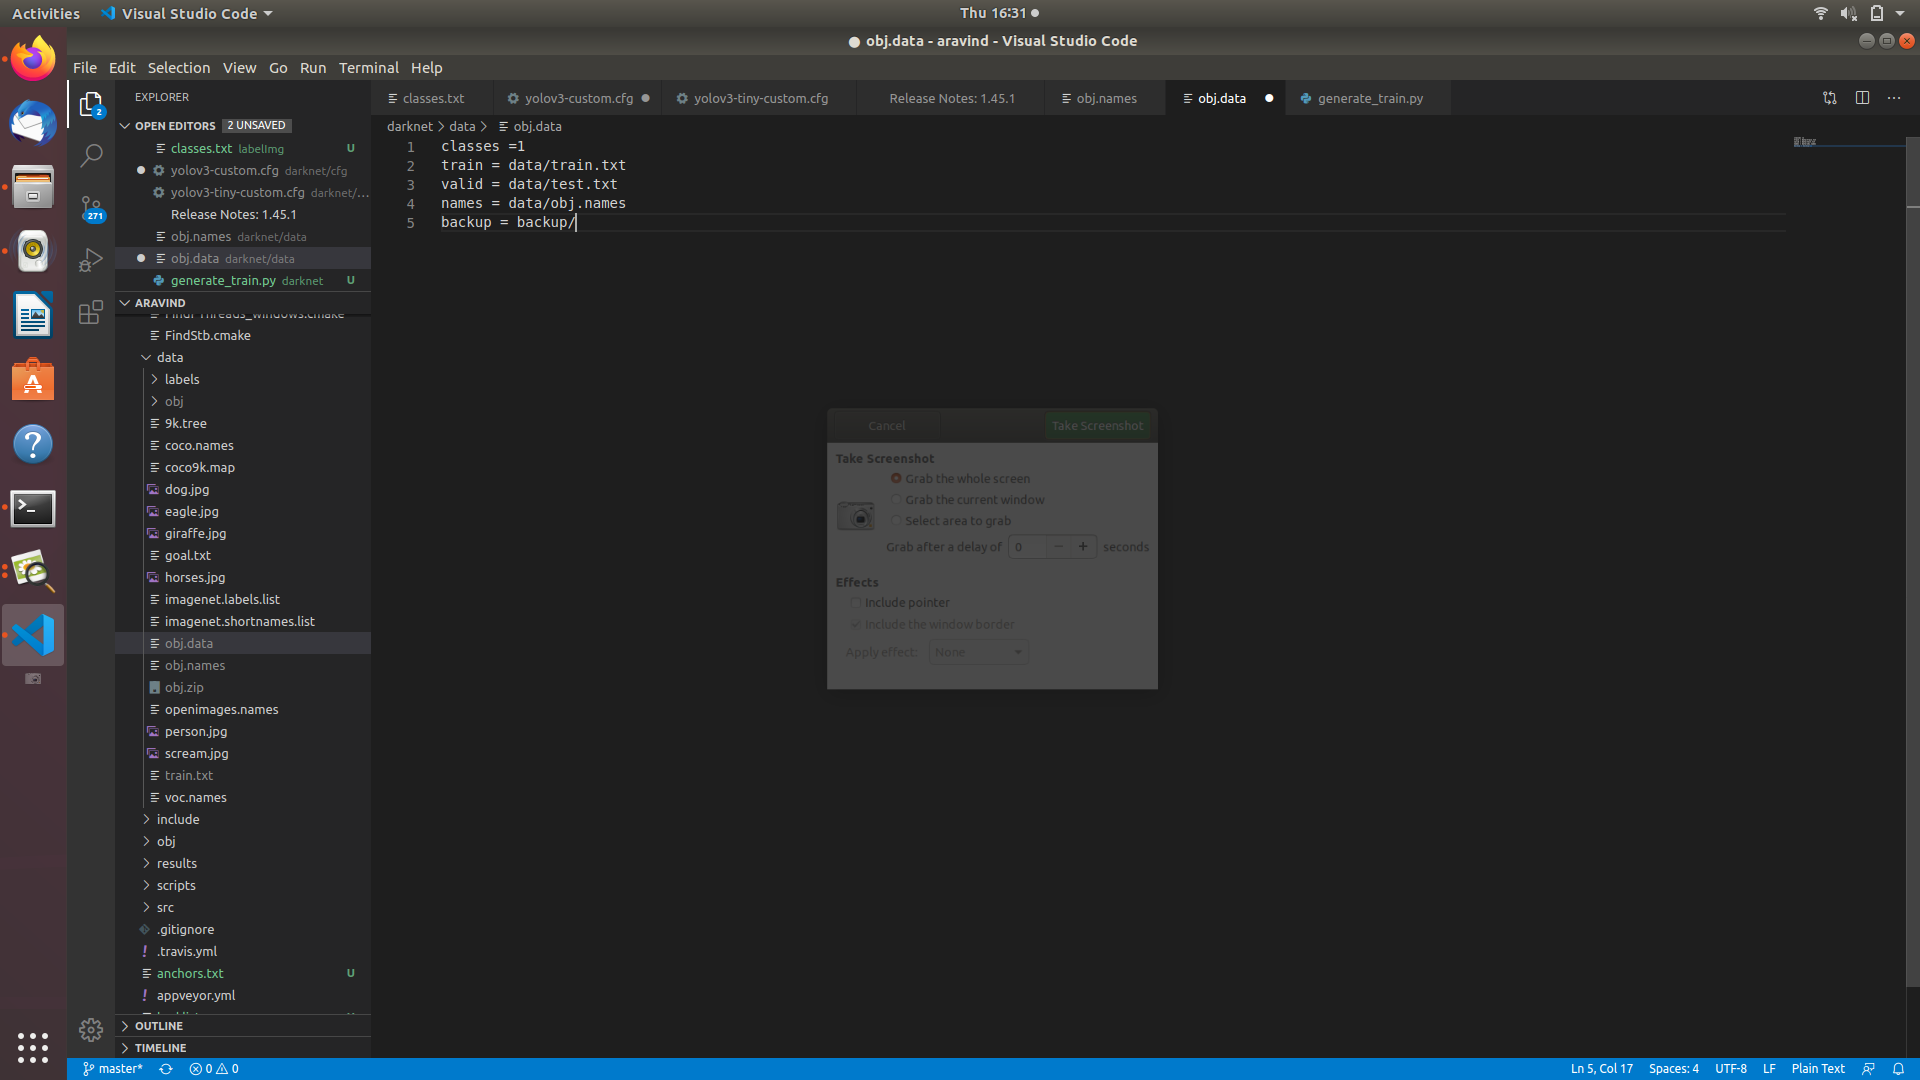 Activities
Visual Studio Code
Thu 16:31
obj.data - aravind - Visual Studio Code
File Edit Selection View Go Run Terminal Help
EXPLORER
classes.txt
yolov3-custom.cfg
yolov3-tiny-custom.cfg
Release Notes: 1.45.1
obj.names
obj.data
generate_train.py
OPEN EDITORS 2 UNSAVED
classes.txt labelImg U
yolov3-custom.cfg darknet/cfg
yolov3-tiny-custom.cfg darknet/...
Release Notes: 1.45.1
obj.names darknet/data
obj.data darknet/data
generate_train.py darknet U
2
271
ARAVIND
FindPThreads_windows.cmake
FindStb.cmake
data
labels
obj
9k.tree
coco.names
coco9k.map
dog.jpg
eagle.jpg
giraffe.jpg
goal.txt
horses.jpg
imagenet.labels.list
imagenet.shortnames.list
obj.data
obj.names
obj.zip
openimages.names
person.jpg
scream.jpg
train.txt
voc.names
include
obj
results
scripts
src
.gitignore
.travis.yml
anchors.txt U
appveyor.yml
OUTLINE
TIMELINE
darknet > data > obj.data
1 classes =1
2 train = data/train.txt
3 valid = data/test.txt
4 names = data/obj.names
5 backup = backup/
Cancel
Take Screenshot
Take Screenshot
Grab the whole screen
Grab the current window
Select area to grab
Grab after a delay of 0 − + seconds
Effects
Include pointer
Include the window border
Apply effect: None
master* 0 0
Ln 5, Col 17 Spaces: 4 UTF-8 LF Plain Text